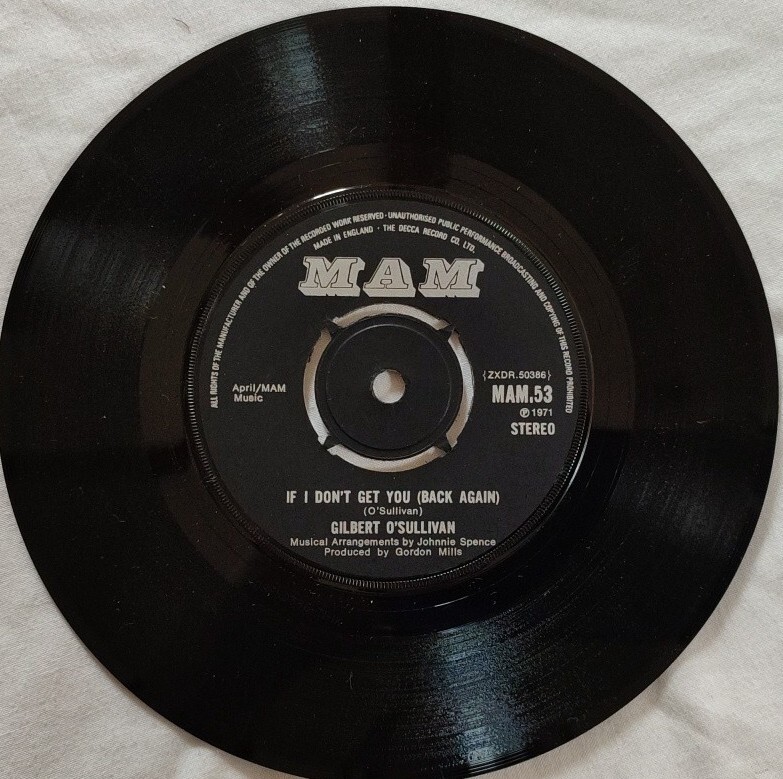 ALL RIGHTS OF THE MANUFACTURER AND OF THE OWNER OF THE RECORDED WORK RESERVED · UNAUTHORISED PUBLIC PERFORMANCE BROADCASTING AND COPYING OF THIS RECORD PROHIBITED
MADE IN ENGLAND · THE DECCA RECORD CO. LTD.
MAM
April/MAM
Music
{ZXDR.50386}
MAM.53
℗ 1971
STEREO
IF I DON'T GET YOU (BACK AGAIN)
(O'Sullivan)
GILBERT O'SULLIVAN
Musical Arrangements by Johnnie Spence
Produced by Gordon Mills